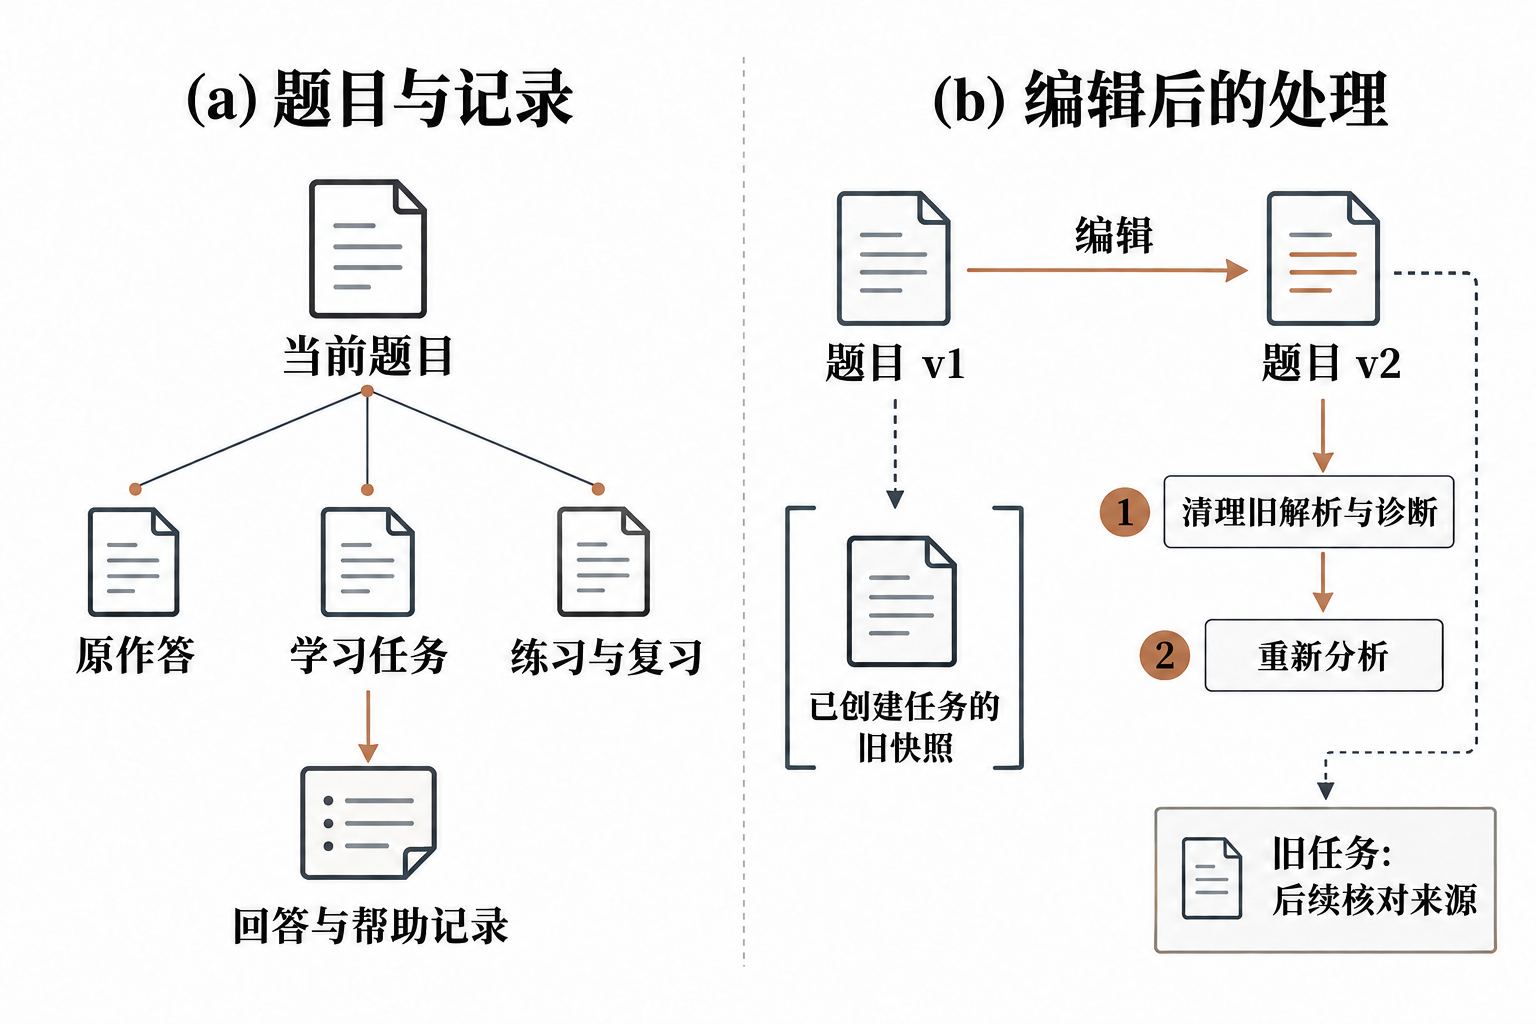 (a) 题目与记录
当前题目
原作答
学习任务
练习与复习
回答与帮助记录
(b) 编辑后的处理
编辑
题目 v1
题目 v2
1
清理旧解析与诊断
2
重新分析
已创建任务的
旧快照
旧任务:
后续核对来源